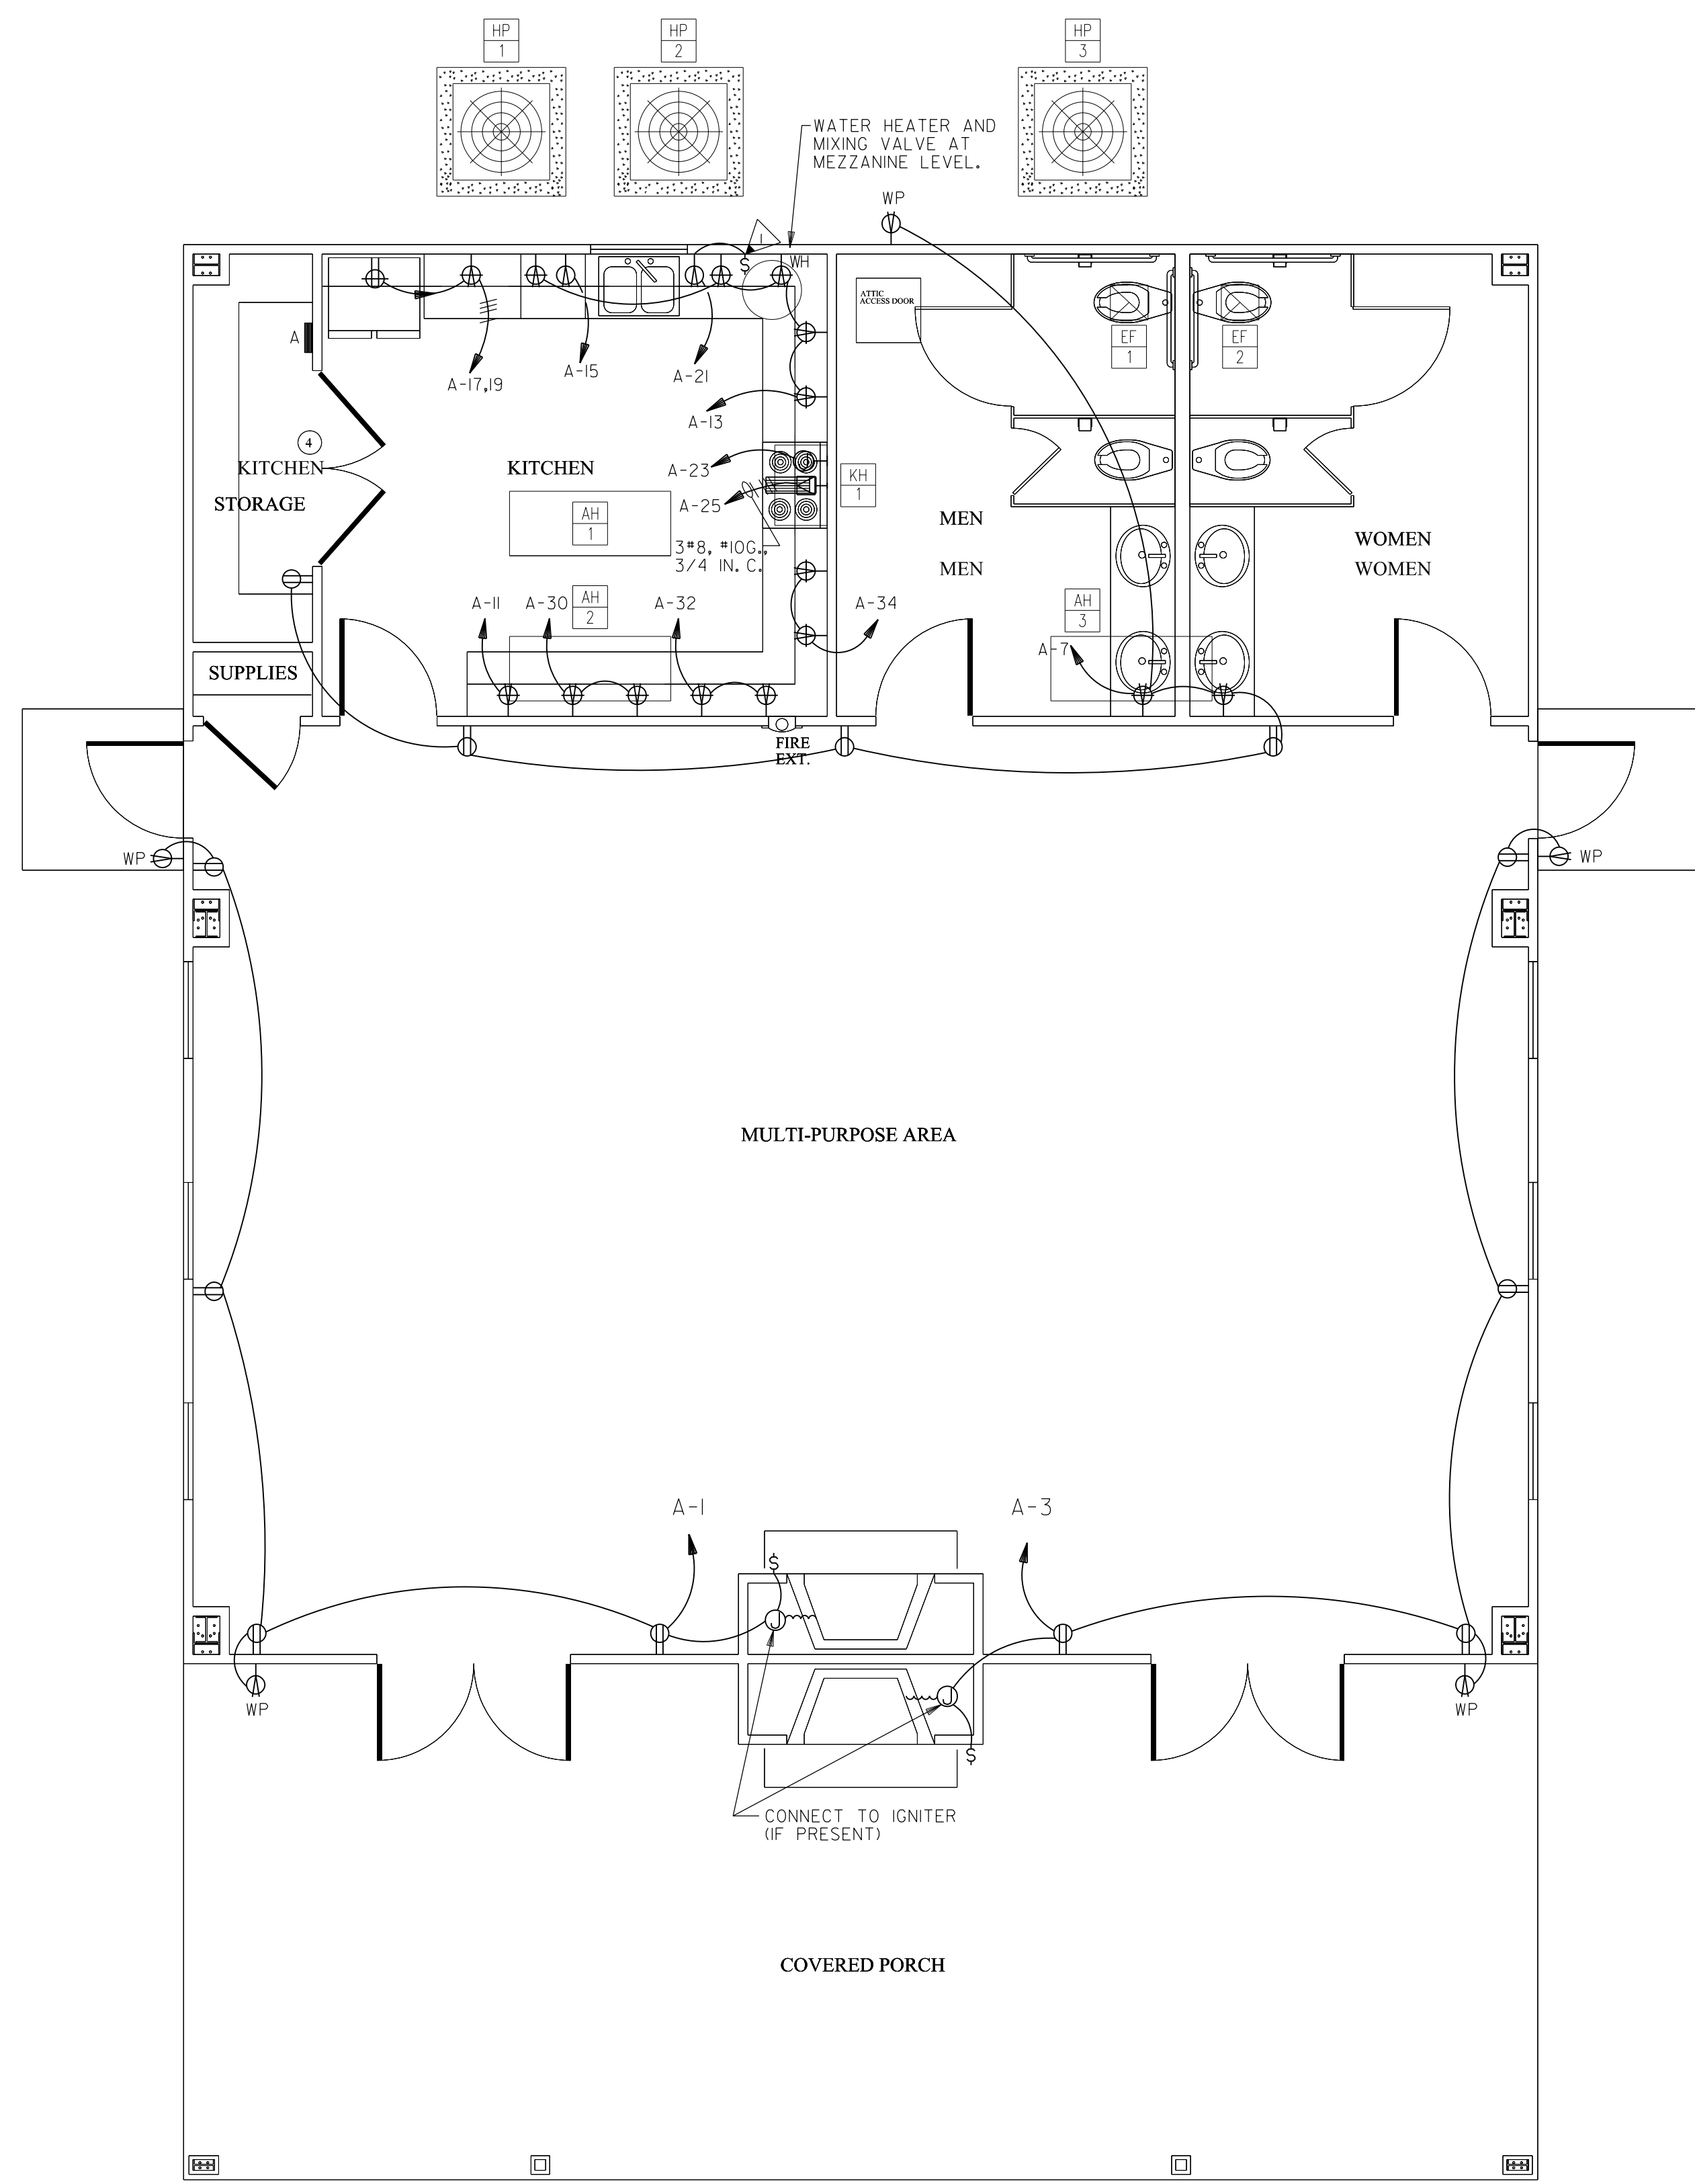 HP
1
HP
2
HP
3
WATER HEATER AND
MIXING VALVE AT
MEZZANINE LEVEL.
WP
1
$
WH
ATTIC
ACCESS DOOR
EF
1
EF
2
A
A-17,19
A-15
A-21
A-13
4
KITCHEN
STORAGE
KITCHEN
A-23
A-25
KH
1
AH
1
3#8, #10G.,
3/4 IN. C.
MEN
MEN
WOMEN
WOMEN
A-11
A-30
AH
2
A-32
A-34
AH
3
A-7
SUPPLIES
FIRE
EXT.
WP
WP
MULTI-PURPOSE AREA
A-1
A-3
$
J
J
$
WP
WP
CONNECT TO IGNITER
(IF PRESENT)
COVERED PORCH